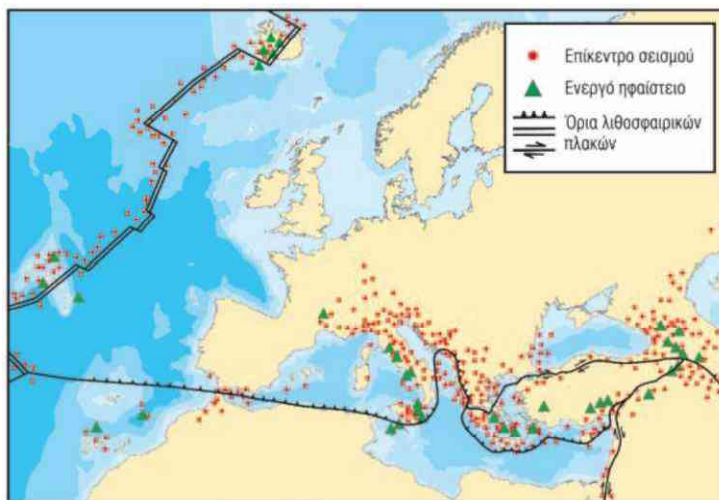 Επίκεντρο σεισμού
Ενεργό ηφαίστειο
Όρια λιθοσφαιρικών
πλακών